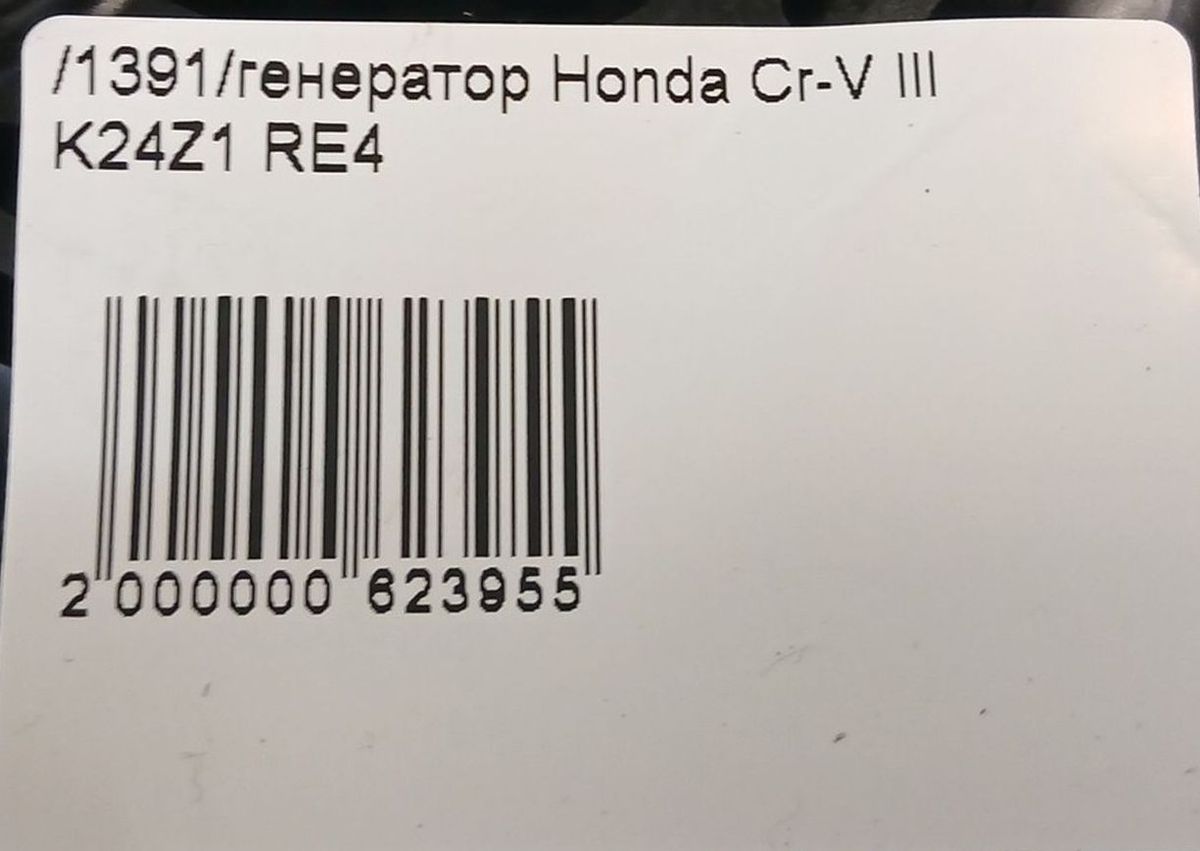 /1391/генератор Honda Cr-V III
K24Z1 RE4
2 000000 623955